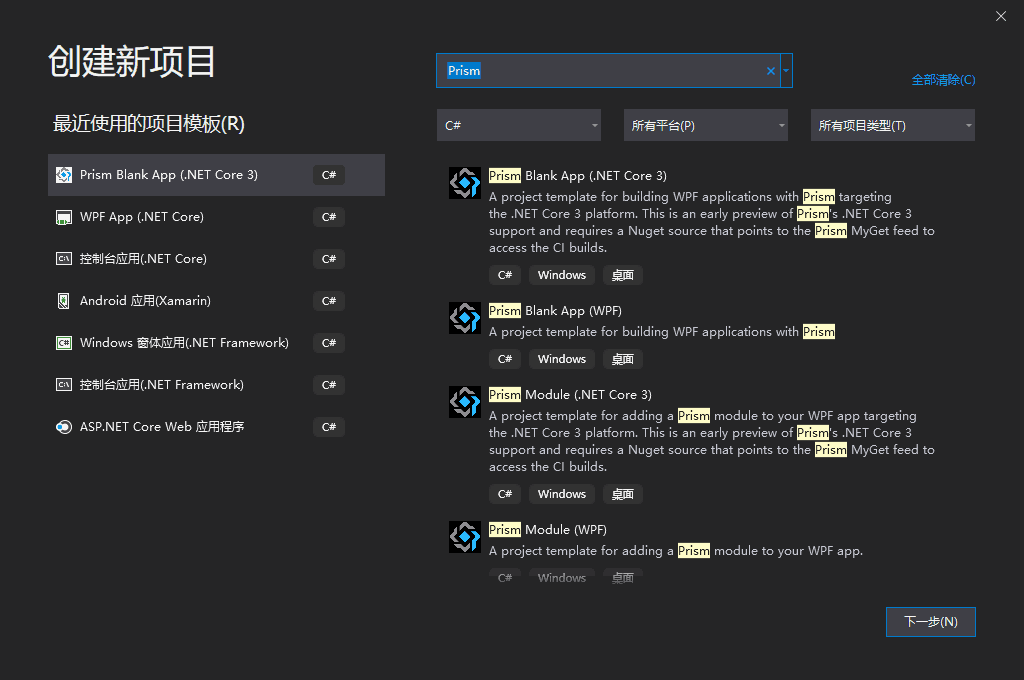 创建新项目
最近使用的项目模板(R)
Prism Blank App (.NET Core 3) C#
WPF App (.NET Core) C#
控制台应用(.NET Core) C#
Android 应用(Xamarin) C#
Windows 窗体应用(.NET Framework) C#
控制台应用(.NET Framework) C#
ASP.NET Core Web 应用程序 C#
Prism
全部清除(C)
C# 所有平台(P) 所有项目类型(T)
Prism Blank App (.NET Core 3)
A project template for building WPF applications with Prism targeting
the .NET Core 3 platform. This is an early preview of Prism's .NET Core 3
support and requires a Nuget source that points to the Prism MyGet feed to
access the CI builds.
C# Windows 桌面
Prism Blank App (WPF)
A project template for building WPF applications with Prism
C# Windows 桌面
Prism Module (.NET Core 3)
A project template for adding a Prism module to your WPF app targeting
the .NET Core 3 platform. This is an early preview of Prism's .NET Core 3
support and requires a Nuget source that points to the Prism MyGet feed to
access the CI builds.
C# Windows 桌面
Prism Module (WPF)
A project template for adding a Prism module to your WPF app.
C# Windows 桌面
下一步(N)